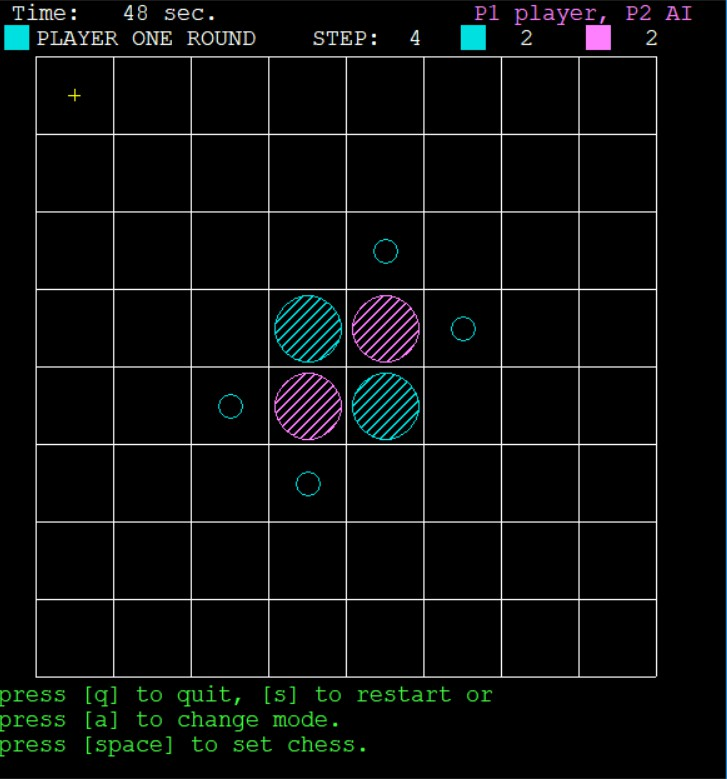 Time: 48 sec. P1 player, P2 AI
PLAYER ONE ROUND STEP: 4 2 2
press [q] to quit, [s] to restart or
press [a] to change mode.
press [space] to set chess.